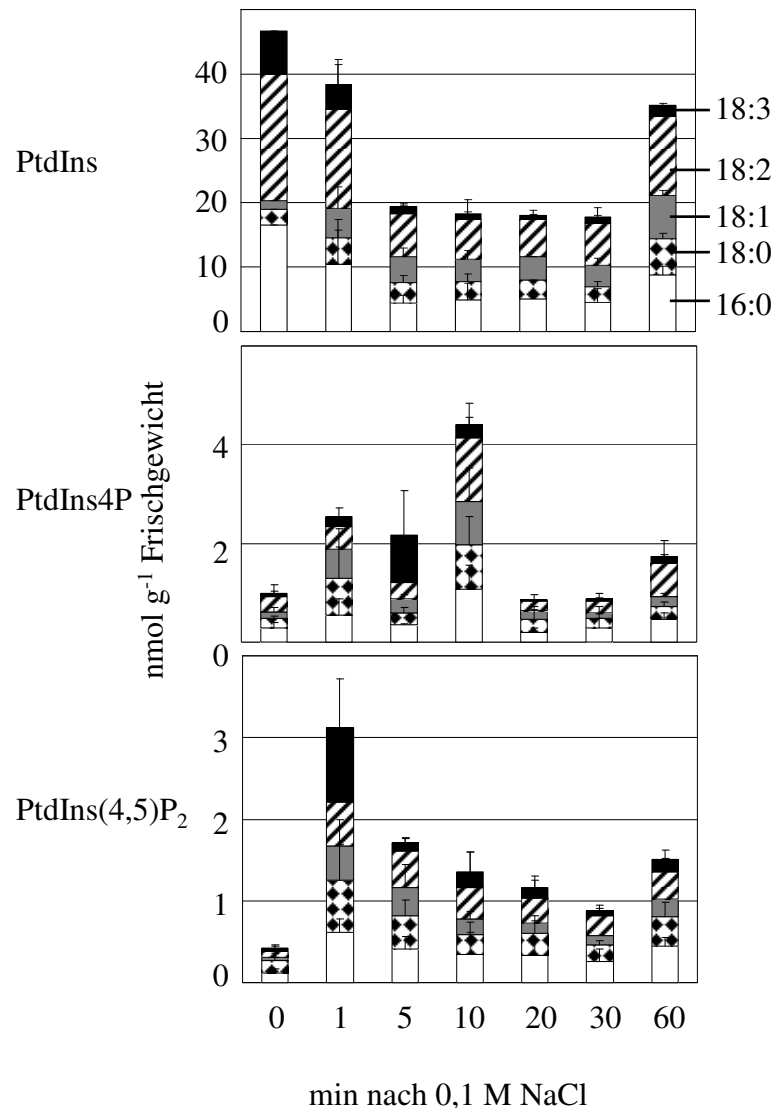 PtdIns
40
30
20
10
0
18:3
18:2
18:1
18:0
16:0
PtdIns4P
4
2
0
nmol g⁻¹ Frischgewicht
PtdIns(4,5)P₂
3
2
1
0
0 1 5 10 20 30 60
min nach 0,1 M NaCl